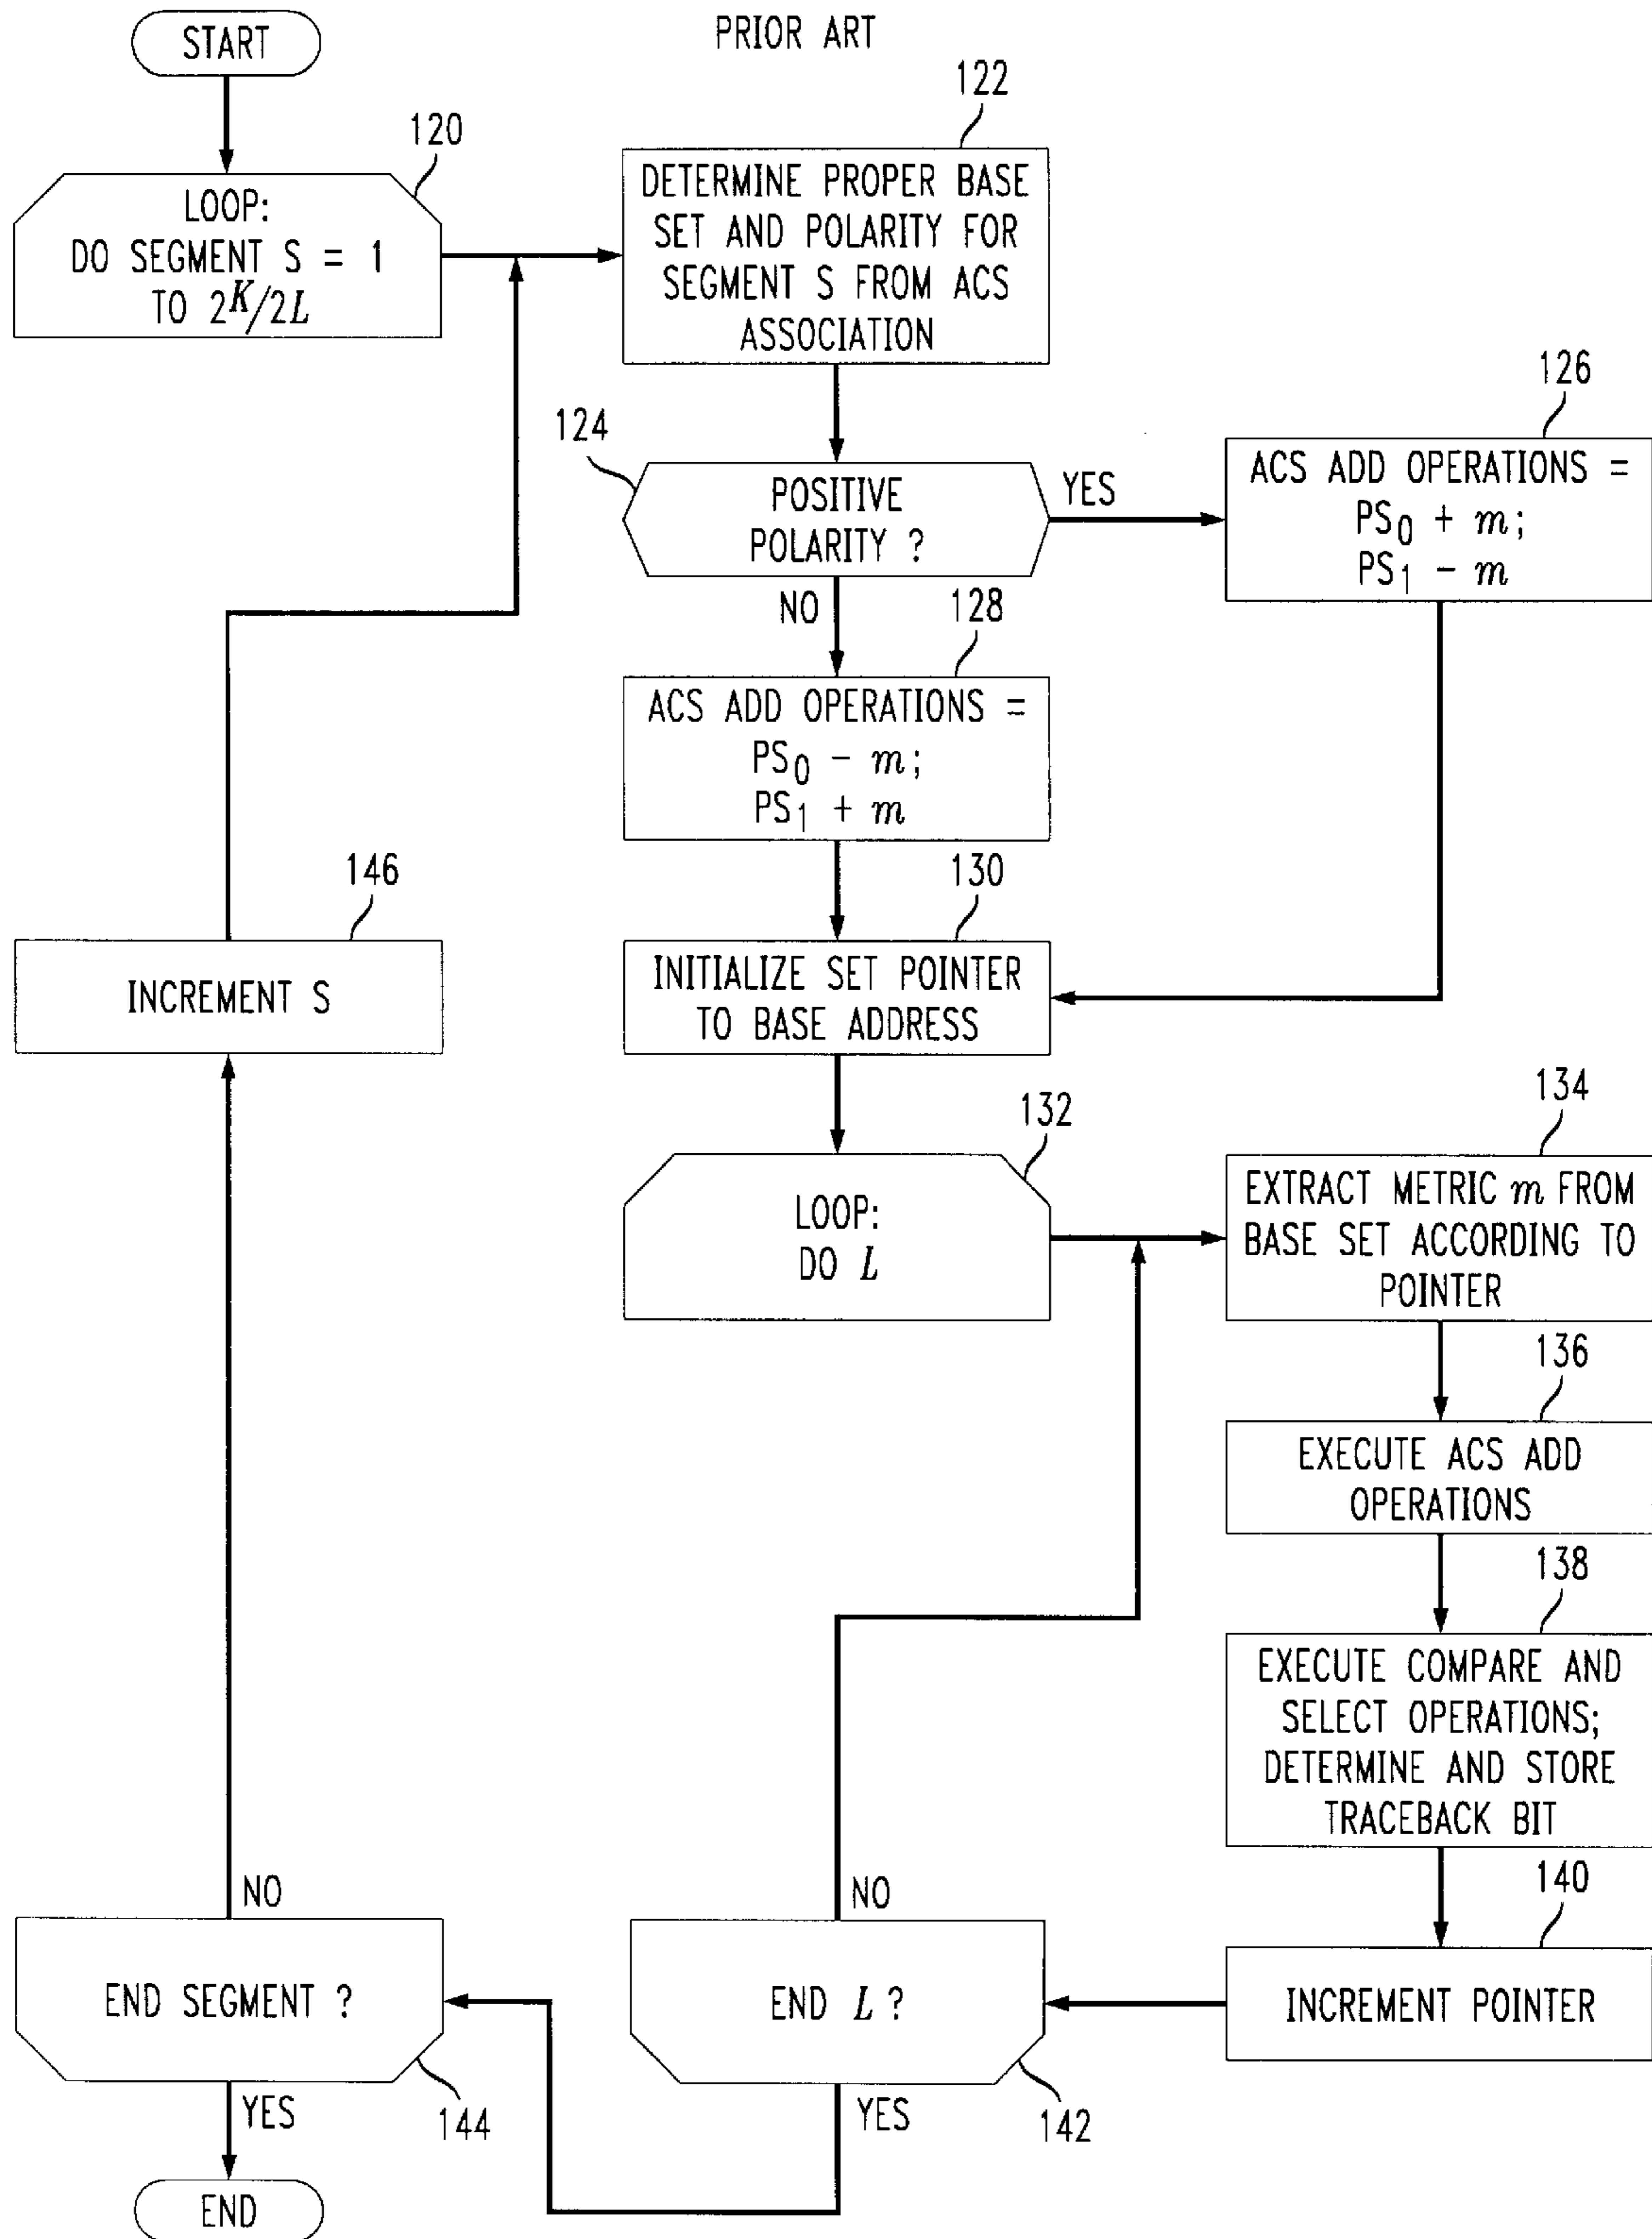 PRIOR ART
START
120
LOOP:
DO SEGMENT S = 1
TO 2^K/2L
122
DETERMINE PROPER BASE
SET AND POLARITY FOR
SEGMENT S FROM ACS
ASSOCIATION
124
POSITIVE
POLARITY ?
YES
NO
126
ACS ADD OPERATIONS =
PS0 + m;
PS1 - m
128
ACS ADD OPERATIONS =
PS0 - m;
PS1 + m
130
INITIALIZE SET POINTER
TO BASE ADDRESS
132
LOOP:
DO L
134
EXTRACT METRIC m FROM
BASE SET ACCORDING TO
POINTER
136
EXECUTE ACS ADD
OPERATIONS
138
EXECUTE COMPARE AND
SELECT OPERATIONS;
DETERMINE AND STORE
TRACEBACK BIT
140
INCREMENT POINTER
NO
END L ?
YES
142
NO
END SEGMENT ?
YES
144
146
INCREMENT S
END